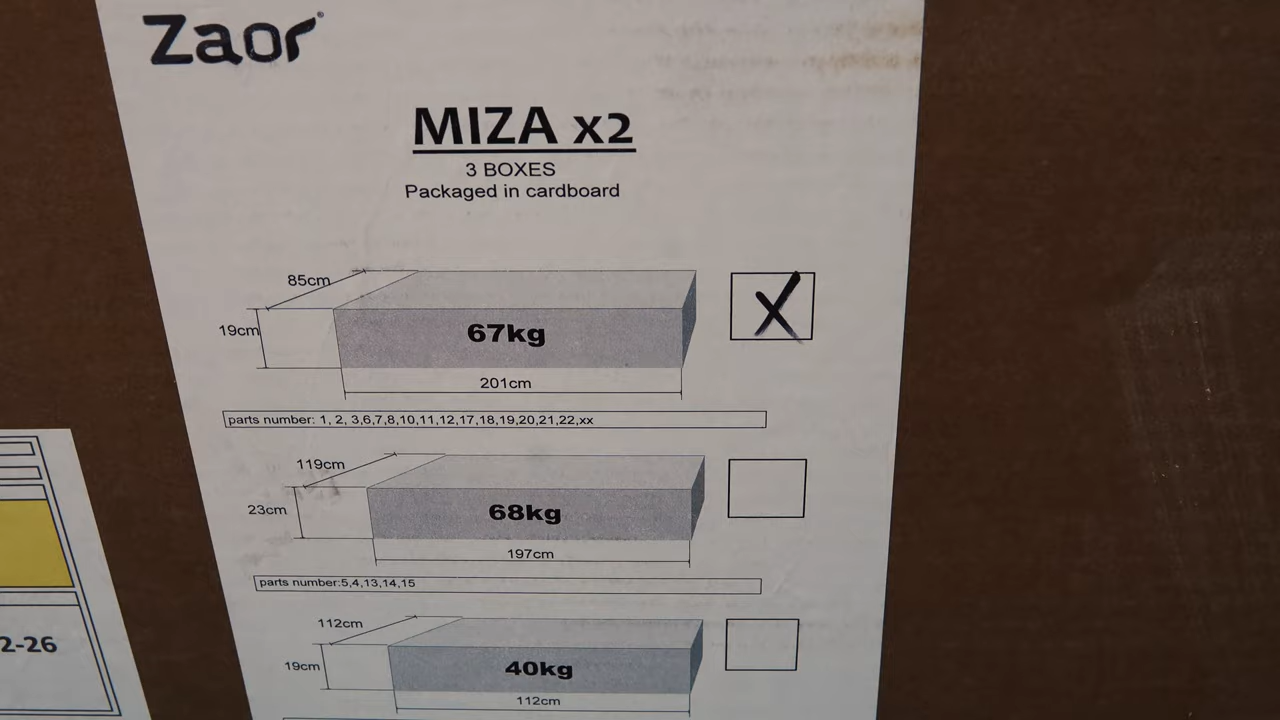 Zaor®
MIZA x2
3 BOXES
Packaged in cardboard
85cm
19cm
67kg
X
201cm
parts number: 1, 2, 3,6,7,8,10,11,12,17,18,19,20,21,22,xx
119cm
23cm
68kg
197cm
parts number:5,4,13,14,15
112cm
19cm
40kg
112cm
2-26